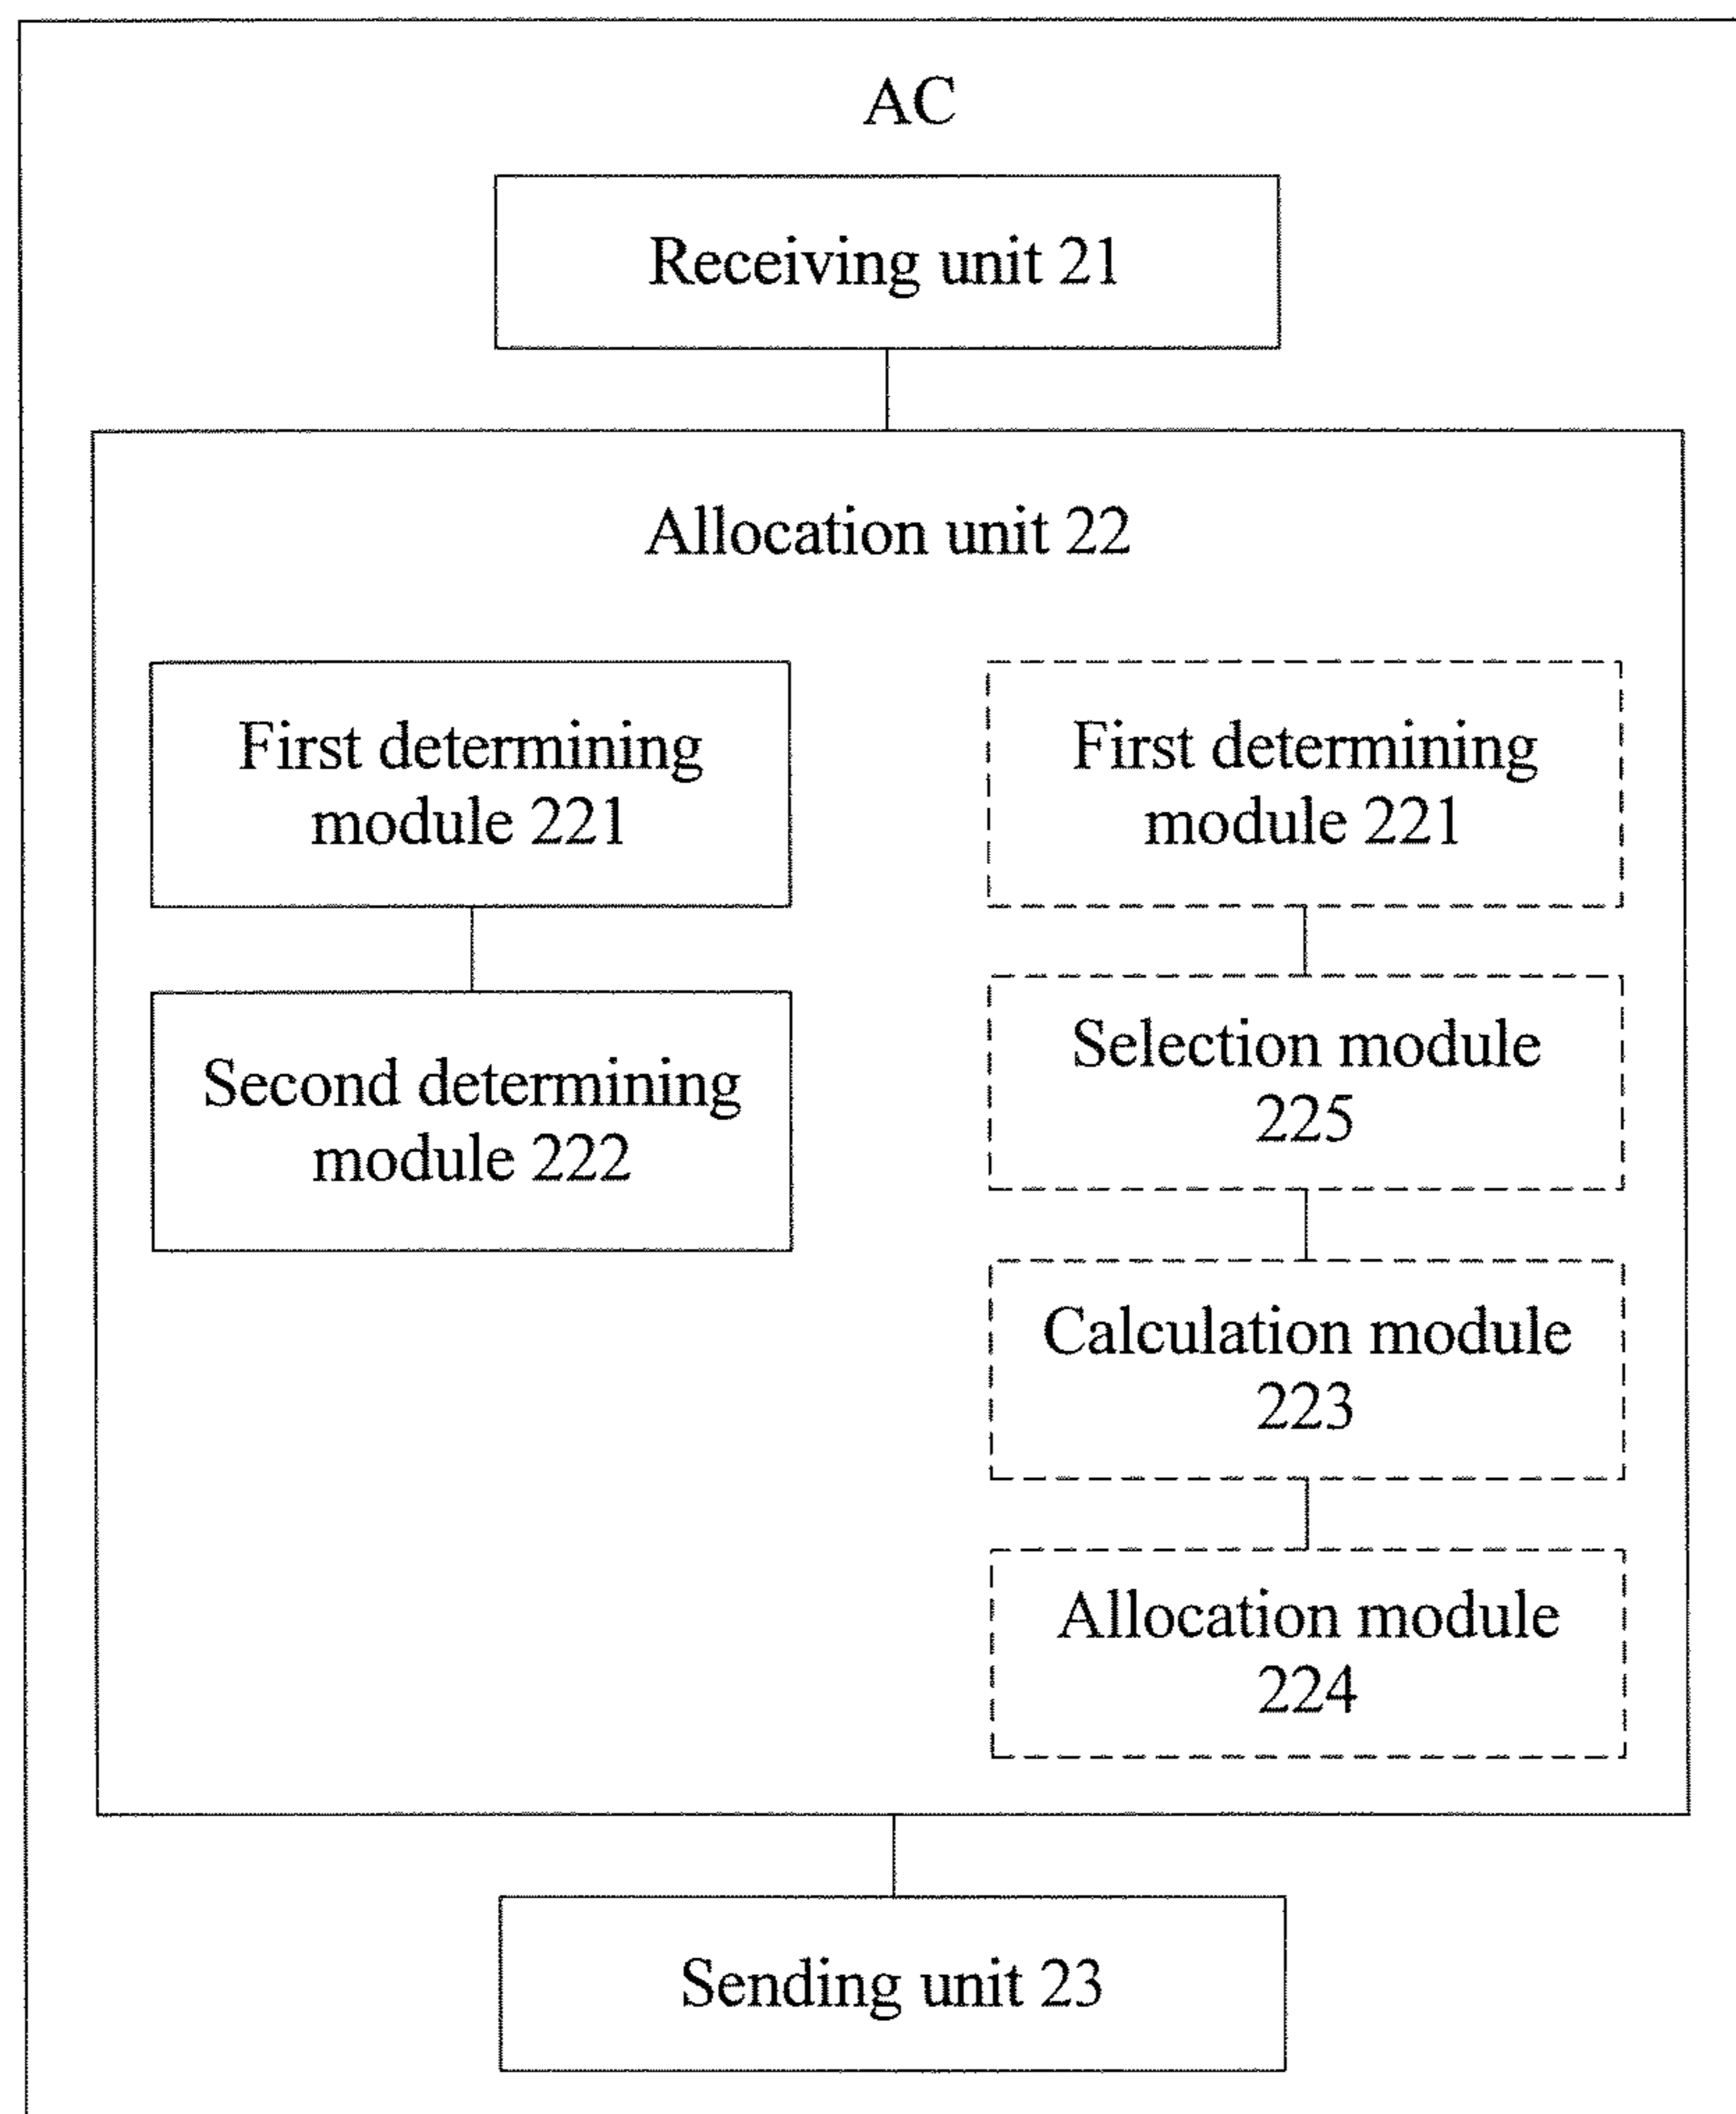 AC
Receiving unit 21
Allocation unit 22
First determining
module 221
Second determining
module 222
First determining
module 221
Selection module
225
Calculation module
223
Allocation module
224
Sending unit 23